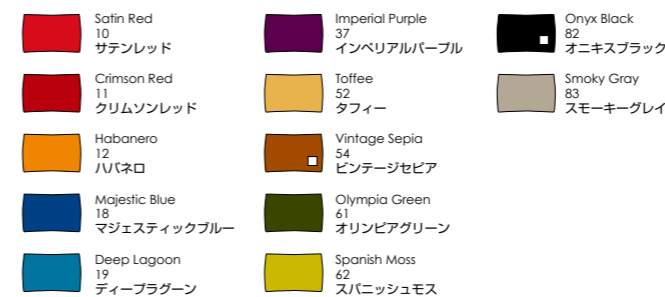 Satin Red
10
サテンレッド
Crimson Red
11
クリムソンレッド
Habanero
12
ハバネロ
Majestic Blue
18
マジェスティックブルー
Deep Lagoon
19
ディープラグーン
Imperial Purple
37
インペリアルパープル
Toffee
52
タフィー
Vintage Sepia
54
ビンテージセピア
Olympia Green
61
オリンピアグリーン
Spanish Moss
62
スパニッシュモス
Onyx Black
82
オニキスブラック
Smoky Gray
83
スモーキーグレイ